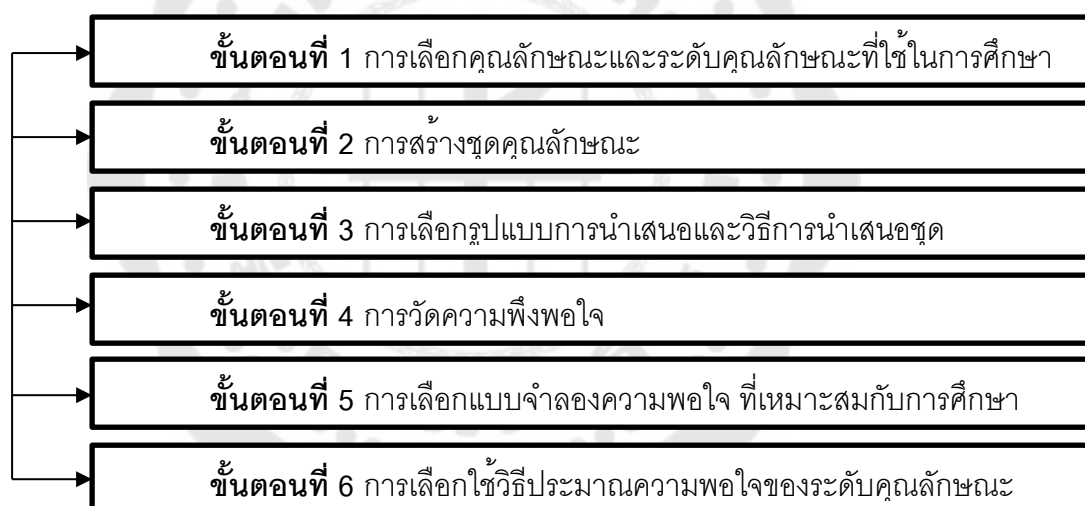 ขั้นตอนที่ 1 การเลือกคุณลักษณะและระดับคุณลักษณะที่ใช้ในการศึกษา
ขั้นตอนที่ 2 การสร้างชุดคุณลักษณะ
ขั้นตอนที่ 3 การเลือกรูปแบบการนำเสนอและวิธีการนำเสนอชุด
ขั้นตอนที่ 4 การวัดความพึงพอใจ
ขั้นตอนที่ 5 การเลือกแบบจำลองความพอใจ ที่เหมาะสมกับการศึกษา
ขั้นตอนที่ 6 การเลือกใช้วิธีประมาณความพอใจของระดับคุณลักษณะ